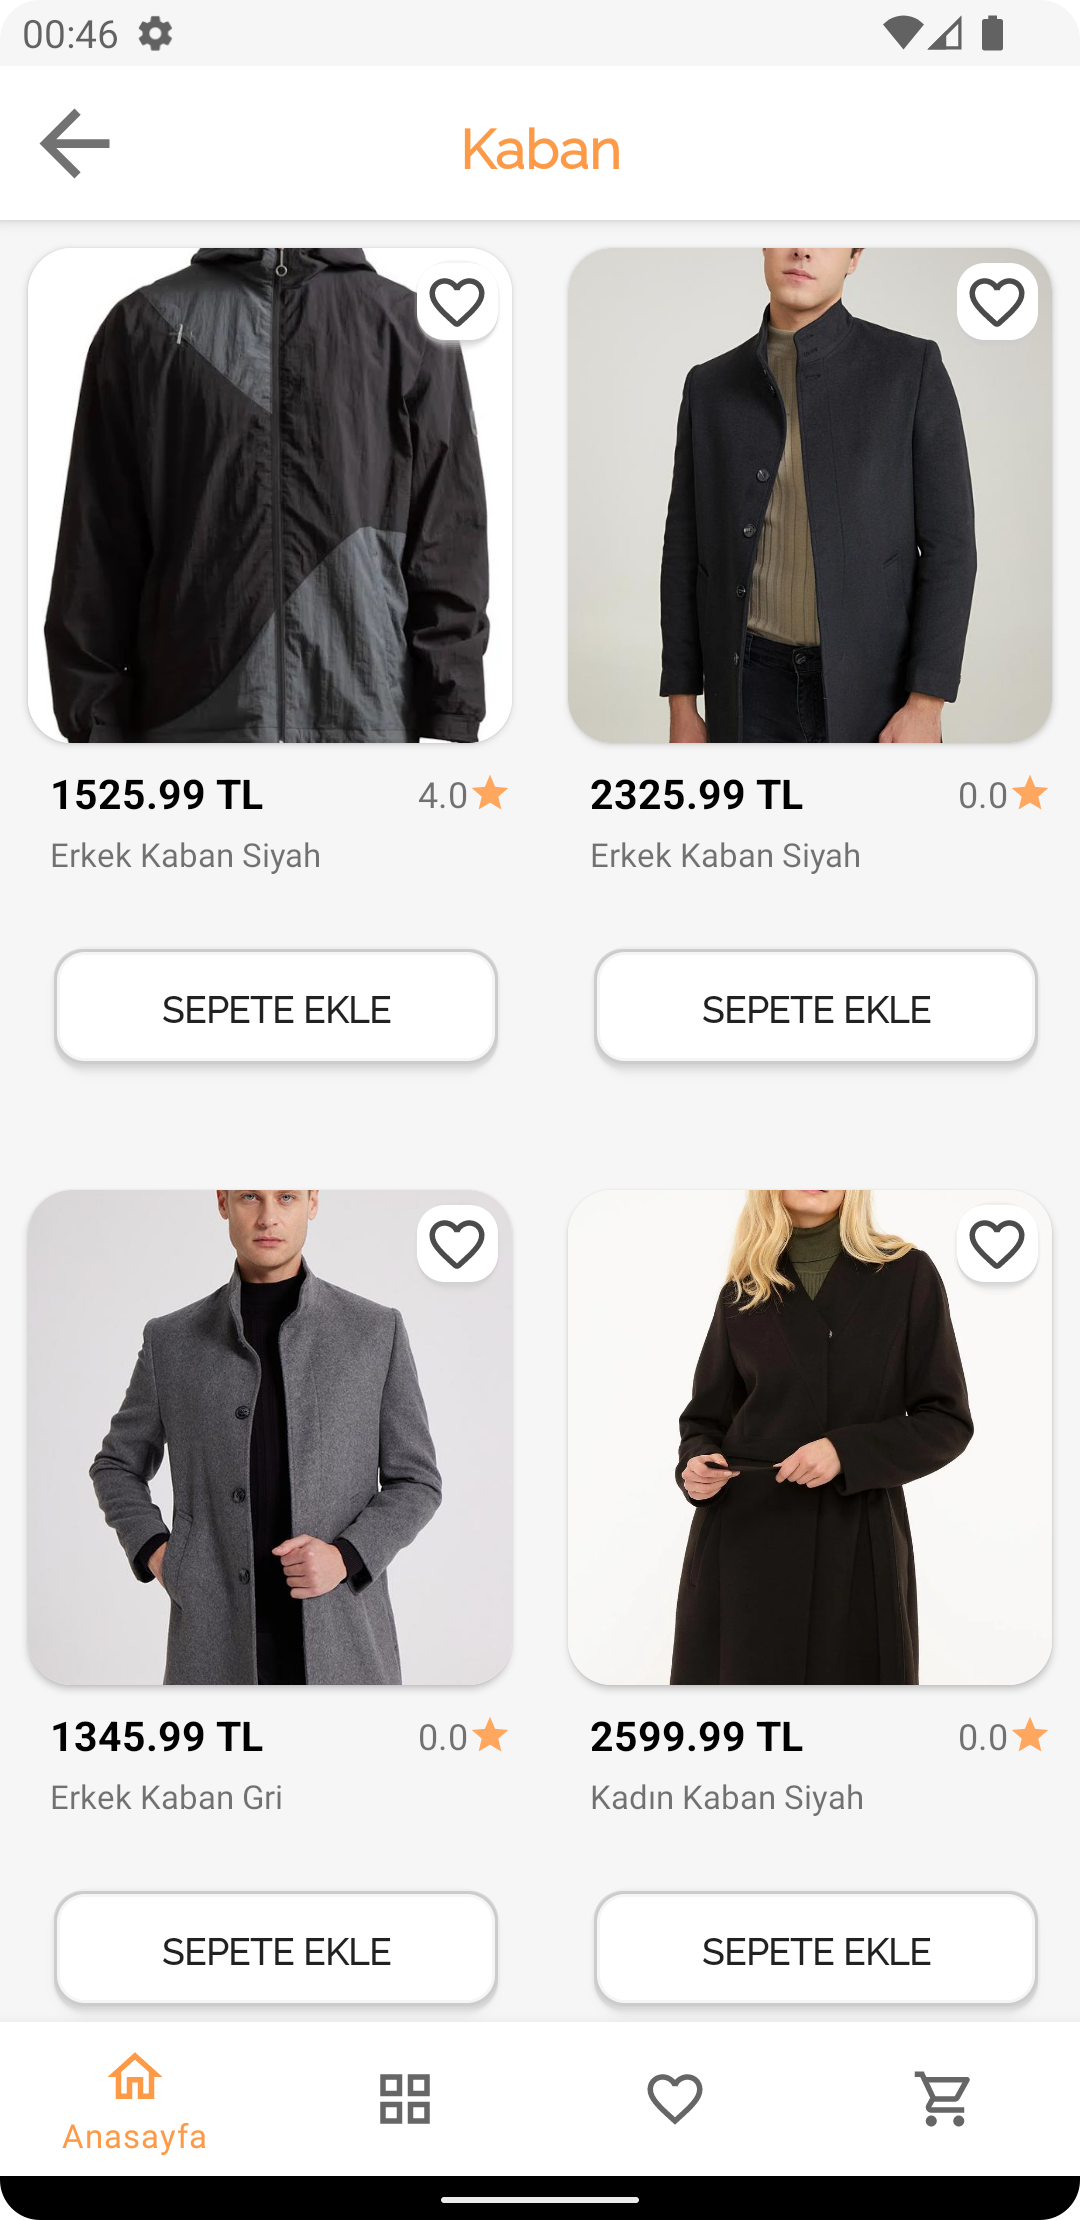 00:46
Kaban
1525.99 TL 4.0
Erkek Kaban Siyah
SEPETE EKLE
2325.99 TL 0.0
Erkek Kaban Siyah
SEPETE EKLE
1345.99 TL 0.0
Erkek Kaban Gri
SEPETE EKLE
2599.99 TL 0.0
Kadın Kaban Siyah
SEPETE EKLE
Anasayfa